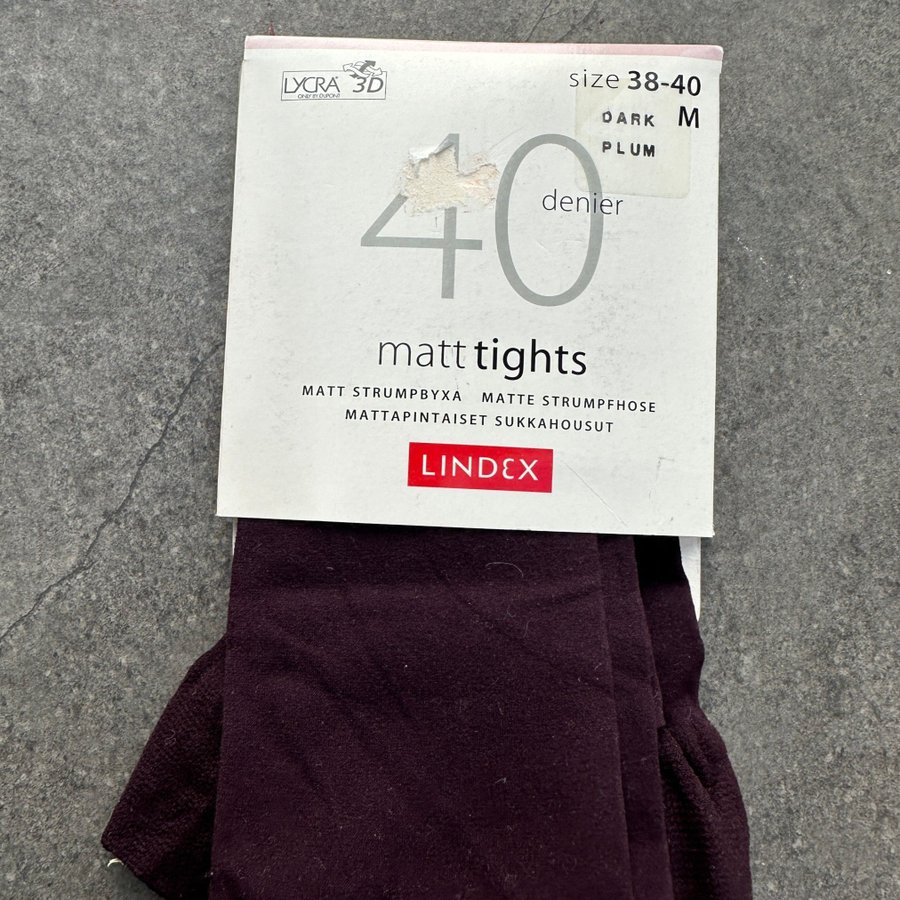 LYCRA 3D
ONLY BY DUPONT
size 38-40
DARK M
PLUM
40
denier
matt tights
MATT STRUMPBYXA MATTE STRUMPFHOSE
MATTAPINTAISET SUKKAHOUSUT
LINDEX